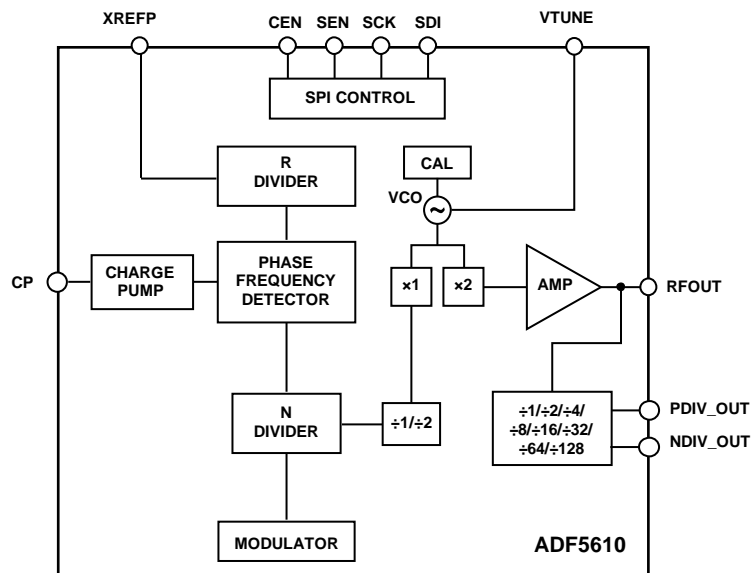 XREFP
CEN SEN SCK SDI
VTUNE
SPI CONTROL
R
DIVIDER
CAL
VCO
~
CP
CHARGE
PUMP
PHASE
FREQUENCY
DETECTOR
×1
×2
AMP
RFOUT
N
DIVIDER
÷1/÷2
÷1/÷2/÷4/
÷8/÷16/÷32/
÷64/÷128
PDIV_OUT
NDIV_OUT
MODULATOR
ADF5610